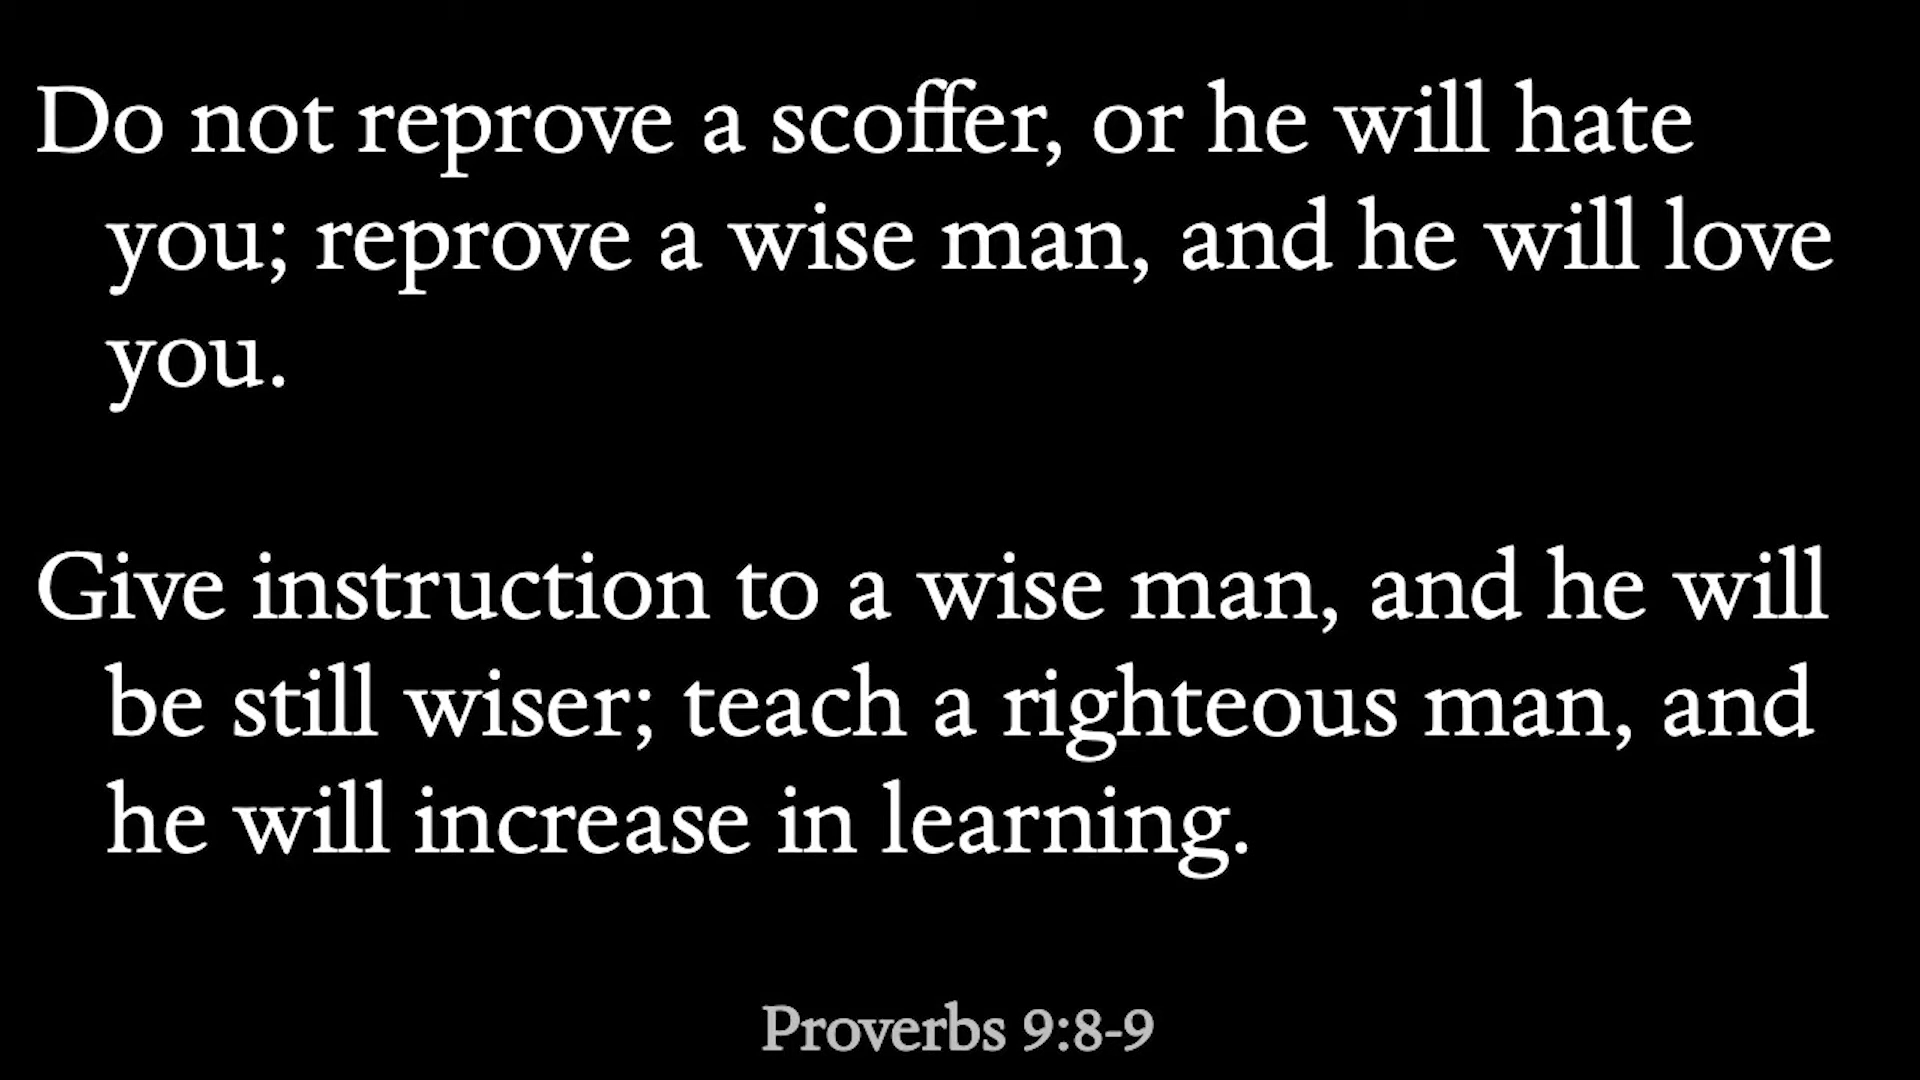 Do not reprove a scoffer, or he will hate
you; reprove a wise man, and he will love
you.
Give instruction to a wise man, and he will
be still wiser; teach a righteous man, and
he will increase in learning.
Proverbs 9:8-9